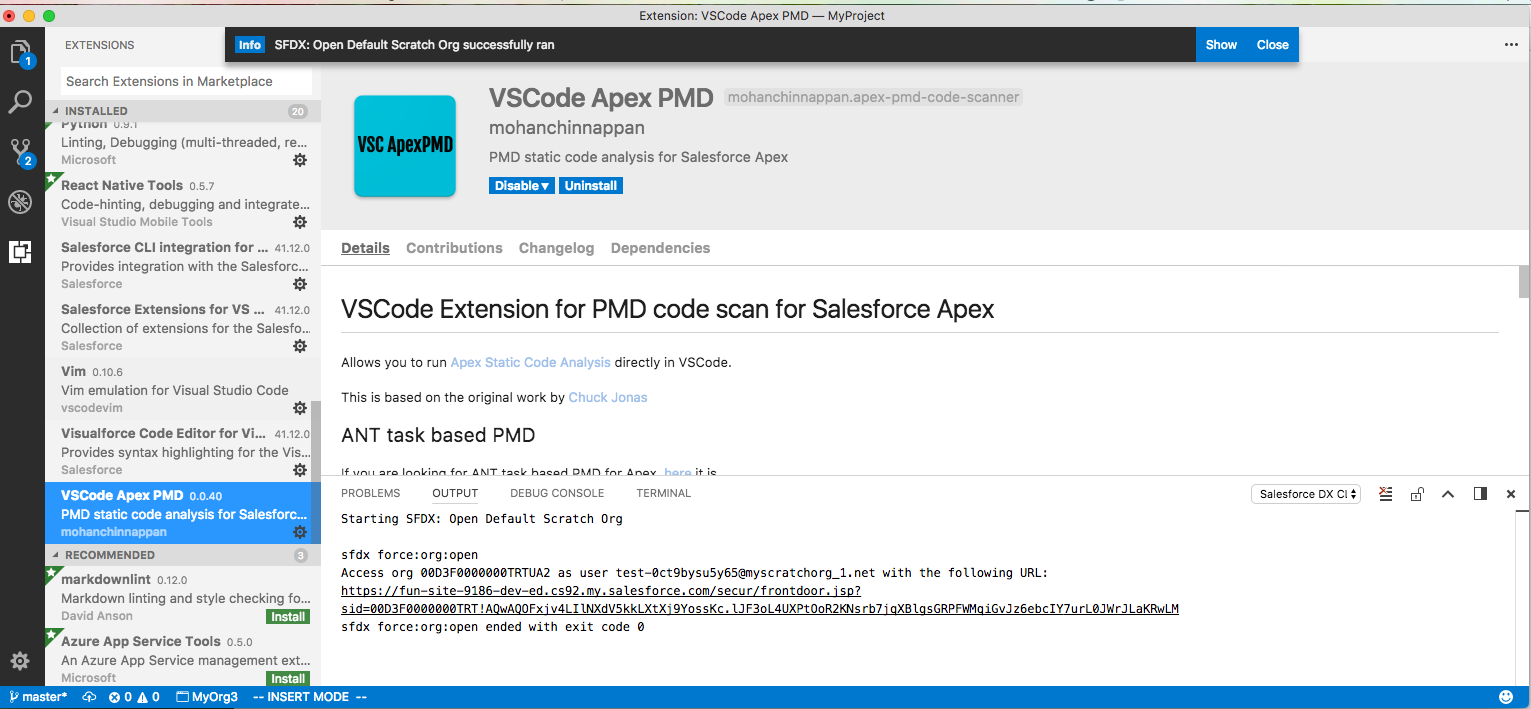 Extension: VSCode Apex PMD — MyProject
EXTENSIONS
Info SFDX: Open Default Scratch Org successfully ran Show Close
1
2
Search Extensions in Marketplace
INSTALLED 20
Python 0.9.1
Linting, Debugging (multi-threaded, re...
Microsoft
React Native Tools 0.5.7
Code-hinting, debugging and integrate...
Visual Studio Mobile Tools
Salesforce CLI integration for ... 41.12.0
Provides integration with the Salesforc...
Salesforce
Salesforce Extensions for VS ... 41.12.0
Collection of extensions for the Salesfo...
Salesforce
Vim 0.10.6
Vim emulation for Visual Studio Code
vscodevim
Visualforce Code Editor for Vi... 41.12.0
Provides syntax highlighting for the Vis...
Salesforce
VSCode Apex PMD 0.0.40
PMD static code analysis for Salesforc...
mohanchinnappan
RECOMMENDED 3
markdownlint 0.12.0
Markdown linting and style checking fo...
David Anson Install
Azure App Service Tools 0.5.0
An Azure App Service management ext...
Microsoft Install
VSC ApexPMD
VSCode Apex PMD mohanchinnappan.apex-pmd-code-scanner
mohanchinnappan
PMD static code analysis for Salesforce Apex
Disable Uninstall
Details Contributions Changelog Dependencies
VSCode Extension for PMD code scan for Salesforce Apex
Allows you to run Apex Static Code Analysis directly in VSCode.
This is based on the original work by Chuck Jonas
ANT task based PMD
If you are looking for ANT task based PMD for Apex, here it is
PROBLEMS OUTPUT DEBUG CONSOLE TERMINAL Salesforce DX Cl
Starting SFDX: Open Default Scratch Org
sfdx force:org:open
Access org 00D3F0000000TRTUA2 as user test-0ct9bysu5y65@myscratchorg_1.net with the following URL:
https://fun-site-9186-dev-ed.cs92.my.salesforce.com/secur/frontdoor.jsp?
sid=00D3F0000000TRT!AQwAQOFxjv4LIlNXdV5kkLXtXj9YossKc.lJF3oL4UXPtOoR2KNsrb7jqXBlgsGRPFWMqiGvJz6ebcIY7urL0JWrJLaKRwLM
sfdx force:org:open ended with exit code 0
master* 0 0 MyOrg3 -- INSERT MODE --